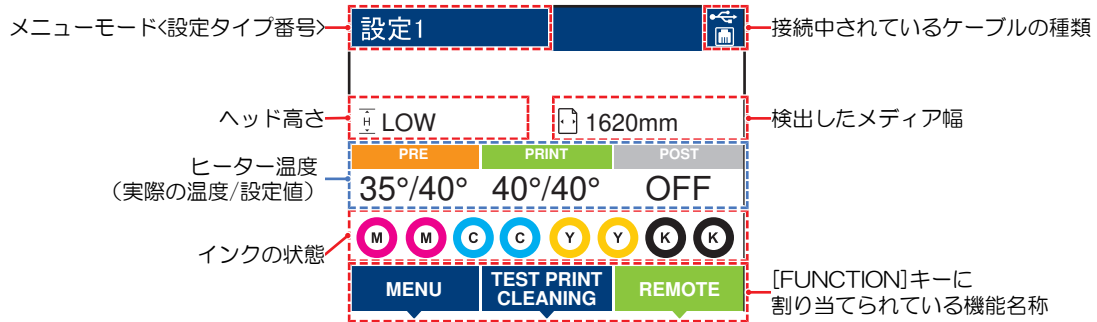 メニューモード<設定タイプ番号>
設定1
接続中されているケーブルの種類
ヘッド高さ
H LOW
1620mm
検出したメディア幅
ヒーター温度
（実際の温度/設定値）
PRE PRINT POST
35°/40° 40°/40° OFF
インクの状態
M M C C Y Y K K
MENU
TEST PRINT
CLEANING
REMOTE
[FUNCTION]キーに
割り当てられている機能名称